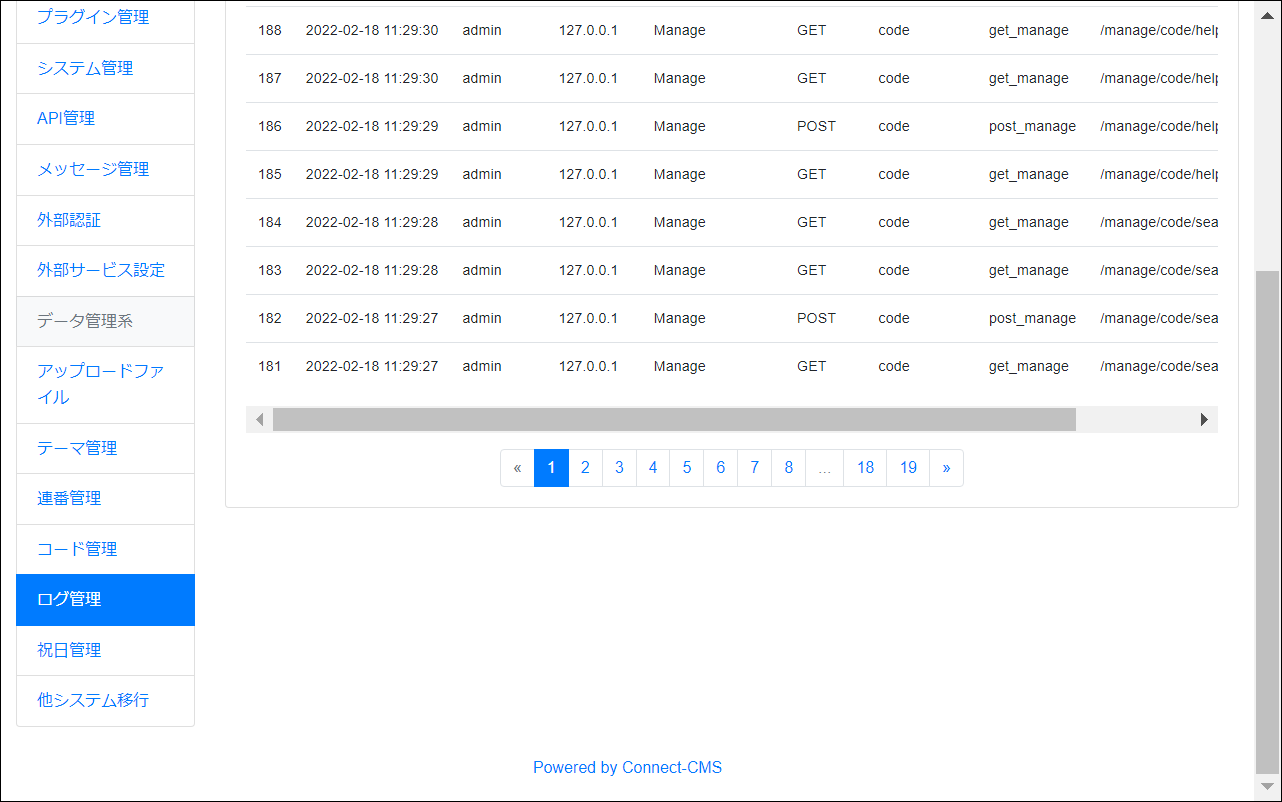 プラグイン管理
システム管理
API管理
メッセージ管理
外部認証
外部サービス設定
データ管理系
アップロードファ
イル
テーマ管理
連番管理
コード管理
ログ管理
祝日管理
他システム移行
188 2022-02-18 11:29:30 admin 127.0.0.1 Manage GET code get_manage /manage/code/help
187 2022-02-18 11:29:30 admin 127.0.0.1 Manage GET code get_manage /manage/code/help
186 2022-02-18 11:29:29 admin 127.0.0.1 Manage POST code post_manage /manage/code/help
185 2022-02-18 11:29:29 admin 127.0.0.1 Manage GET code get_manage /manage/code/help
184 2022-02-18 11:29:28 admin 127.0.0.1 Manage GET code get_manage /manage/code/sea
183 2022-02-18 11:29:28 admin 127.0.0.1 Manage GET code get_manage /manage/code/sea
182 2022-02-18 11:29:27 admin 127.0.0.1 Manage POST code post_manage /manage/code/sea
181 2022-02-18 11:29:27 admin 127.0.0.1 Manage GET code get_manage /manage/code/sea
« 1 2 3 4 5 6 7 8 ... 18 19 »
Powered by Connect-CMS